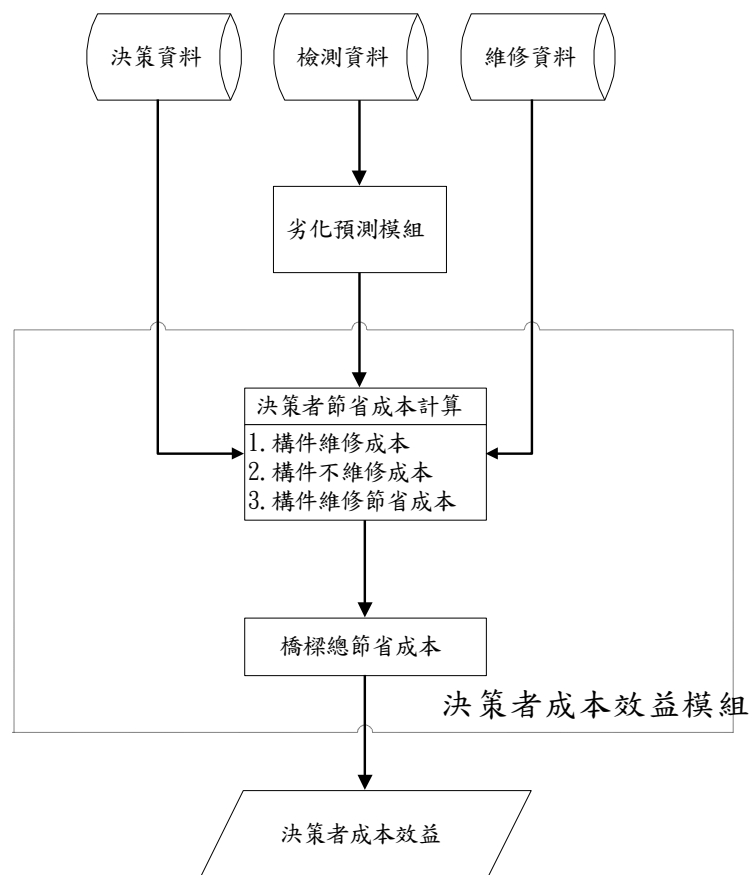 決策資料
檢測資料
維修資料
劣化預測模組
決策者節省成本計算
1.構件維修成本
2.構件不維修成本
3.構件維修節省成本
橋樑總節省成本
決策者成本效益模組
決策者成本效益